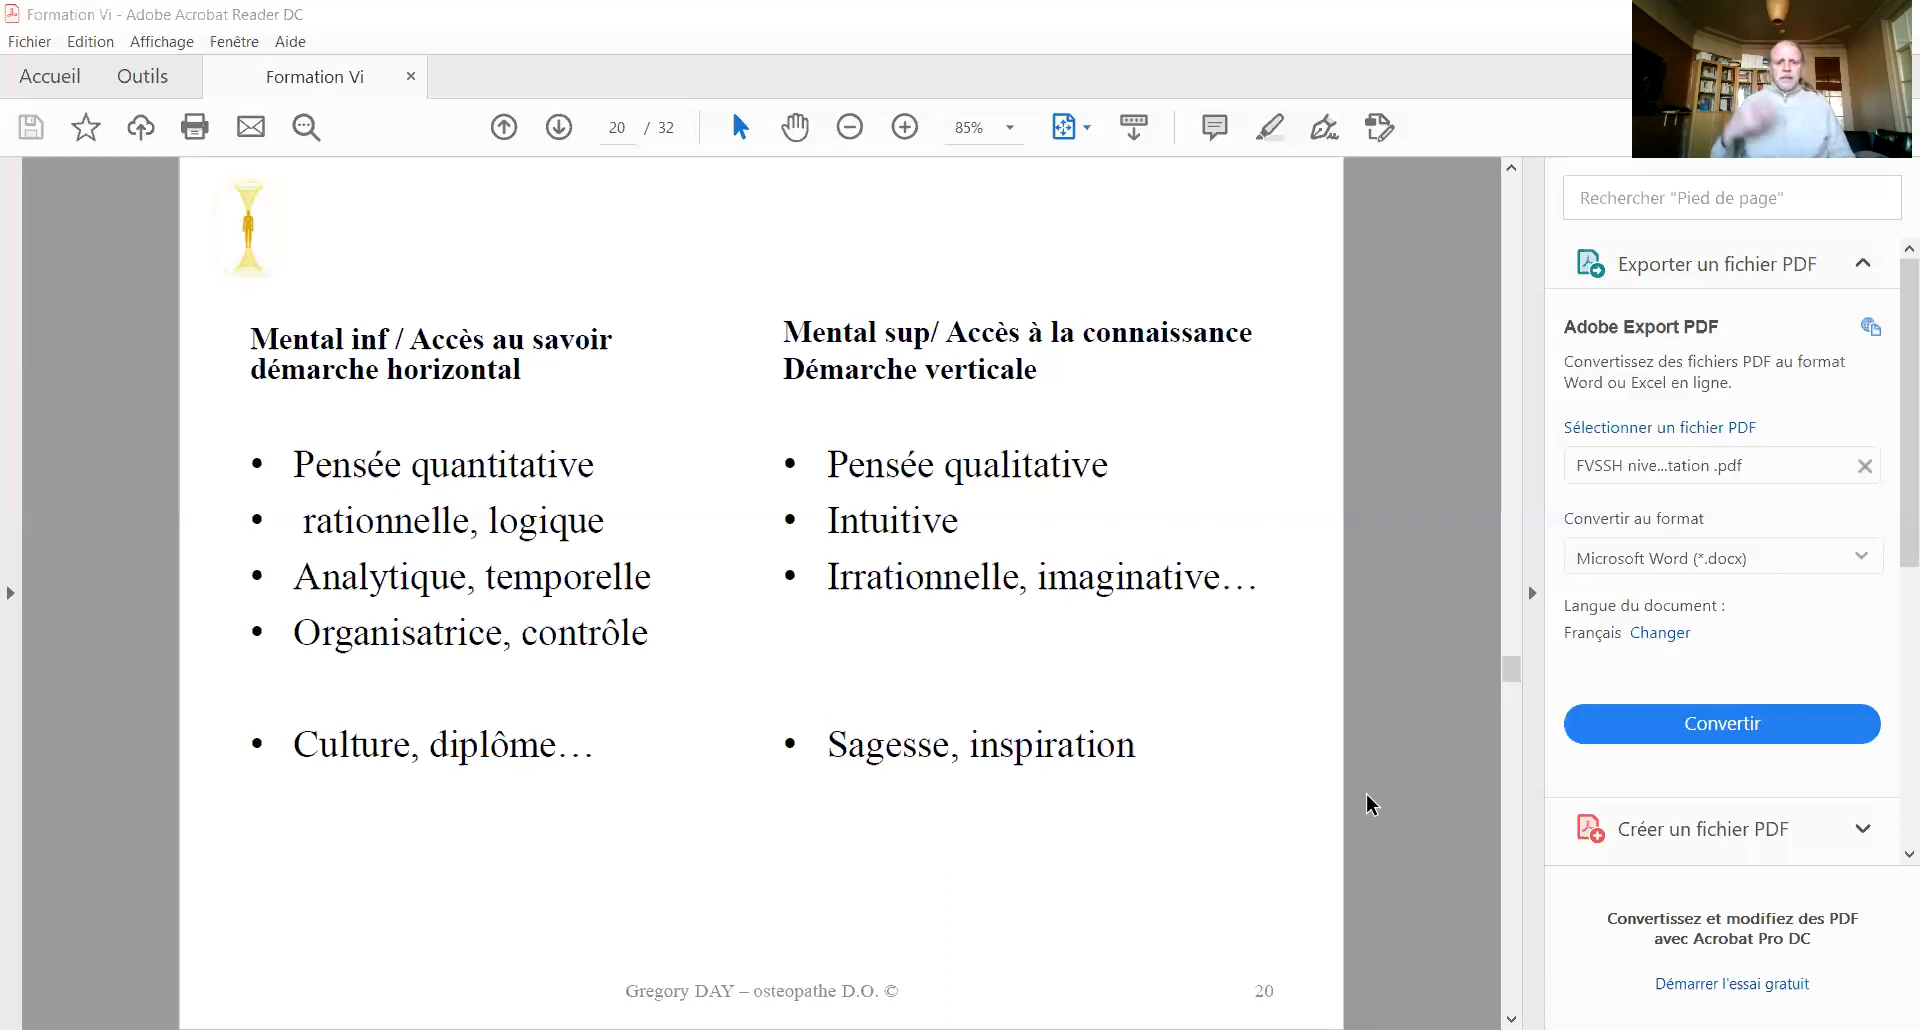 Formation Vi - Adobe Acrobat Reader DC
Fichier Edition Affichage Fenêtre Aide
Accueil Outils Formation Vi ×
20 / 32 85%
Mental inf / Accès au savoir
démarche horizontal
• Pensée quantitative
• rationnelle, logique
• Analytique, temporelle
• Organisatrice, contrôle
• Culture, diplôme…
Mental sup/ Accès à la connaissance
Démarche verticale
• Pensée qualitative
• Intuitive
• Irrationnelle, imaginative…
• Sagesse, inspiration
Gregory DAY – osteopathe D.O. © 20
Rechercher "Pied de page"
Exporter un fichier PDF
Adobe Export PDF
Convertissez des fichiers PDF au format
Word ou Excel en ligne.
Sélectionner un fichier PDF
FVSSH nive...tation .pdf
Convertir au format
Microsoft Word (*.docx)
Langue du document :
Français Changer
Convertir
Créer un fichier PDF
Convertissez et modifiez des PDF
avec Acrobat Pro DC
Démarrer l'essai gratuit